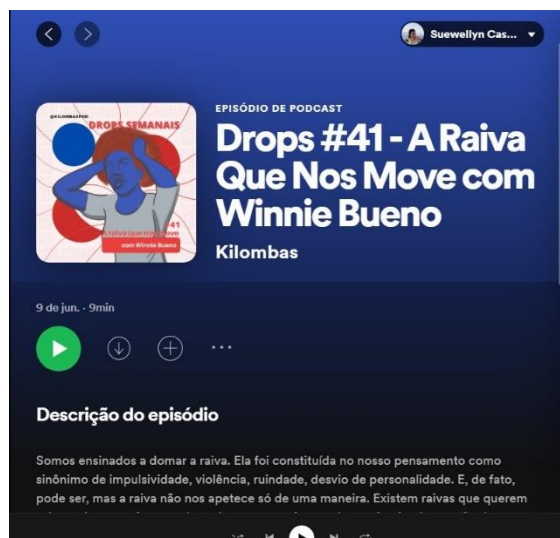 Suewellyn Cas...
@KILOMBASPOD
DROPS SEMANAIS
#41
A raiva que nos move
com Winnie Bueno
EPISÓDIO DE PODCAST
Drops #41 - A Raiva
Que Nos Move com
Winnie Bueno
Kilombas
9 de jun. · 9min
Descrição do episódio
Somos ensinados a domar a raiva. Ela foi constituída no nosso pensamento como
sinônimo de impulsividade, violência, ruindade, desvio de personalidade. E, de fato,
pode ser, mas a raiva não nos apetece só de uma maneira. Existem raivas que querem